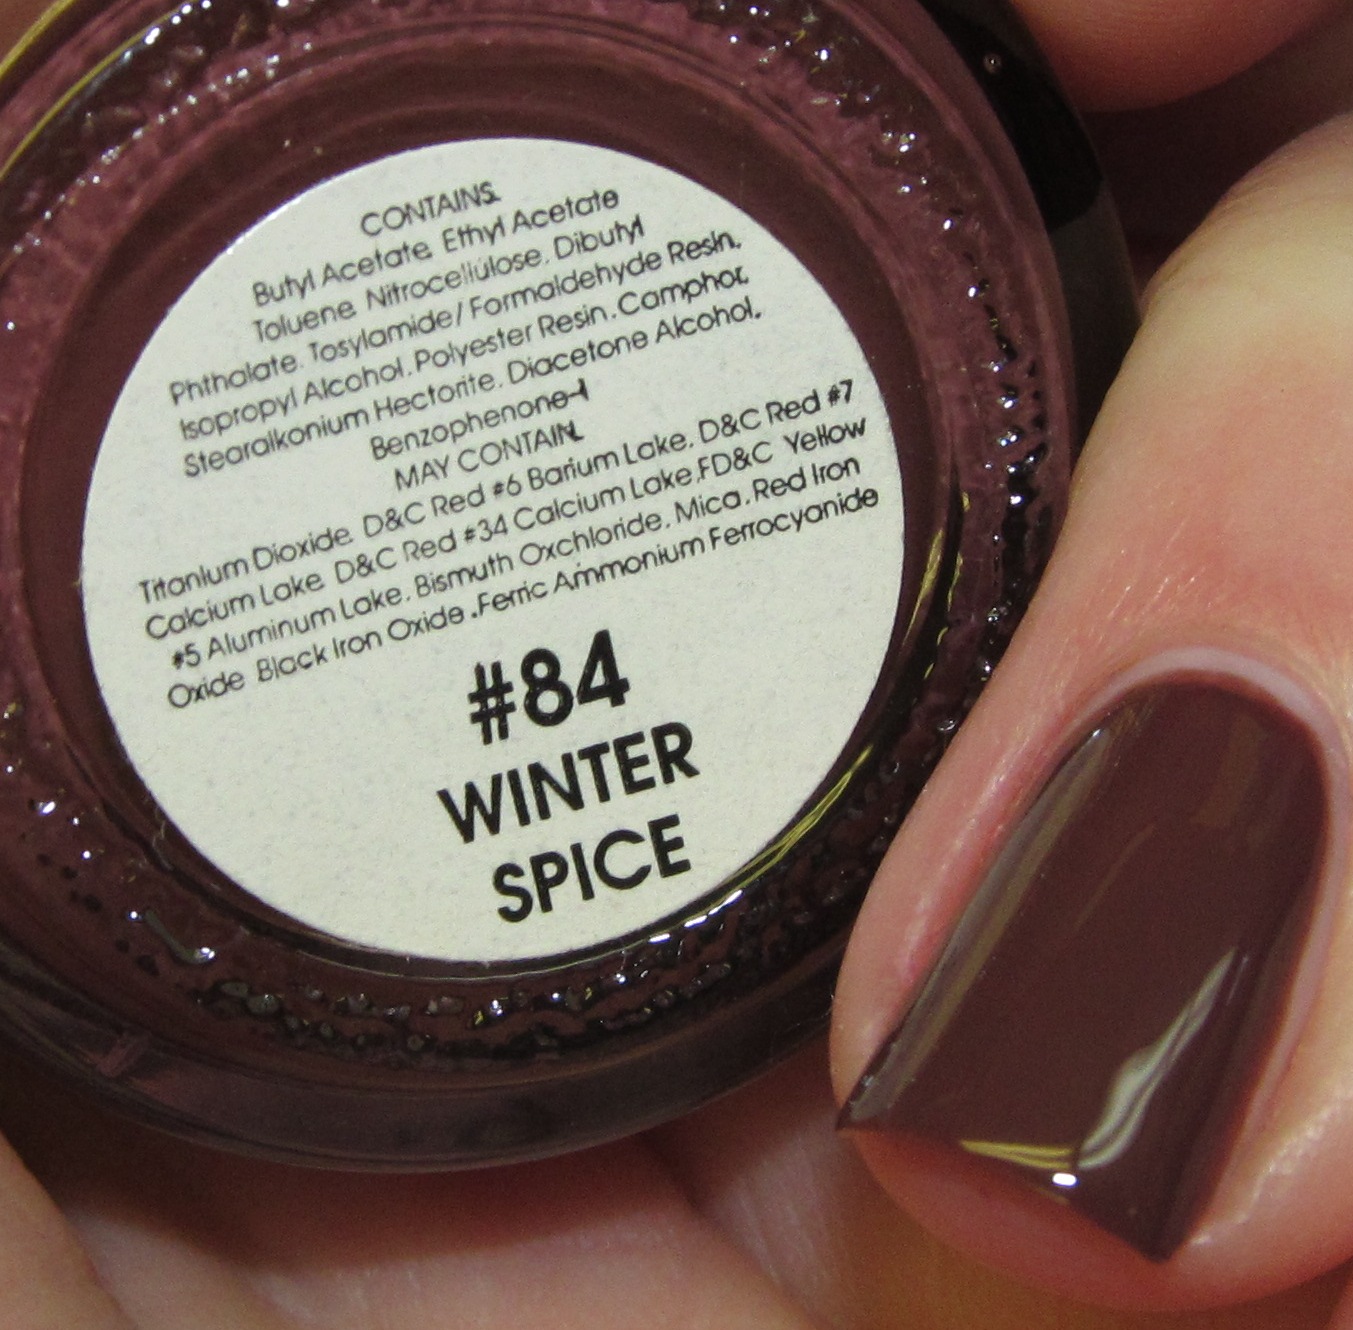 CONTAINS:
Butyl Acetate, Ethyl Acetate
Toluene, Nitrocellulose, Dibutyl
Phthalate, Tosylamide/Formaldehyde Resin,
Isopropyl Alcohol, Polyester Resin, Camphor,
Stearalkonium Hectorite, Diacetone Alcohol,
Benzophenone-1
MAY CONTAIN:
Titanium Dioxide, D&C Red #6 Barium Lake, D&C Red #7
Calcium Lake, D&C Red #34 Calcium Lake,FD&C Yellow
#5 Aluminum Lake, Bismuth Oxchloride, Mica, Red Iron
Oxide Black Iron Oxide ,Ferric Ammonium Ferrocyanide
#84
WINTER
SPICE